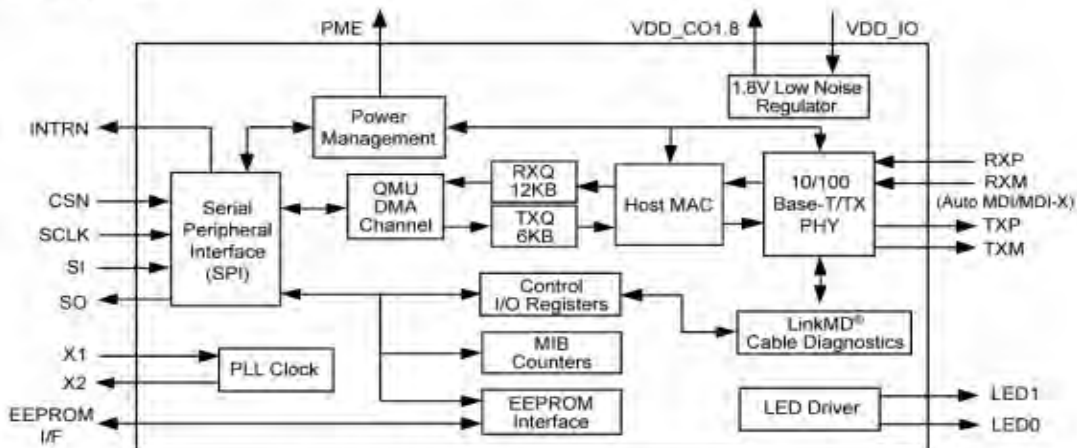 PME
VDD_CO1.8
VDD_IO
1.8V Low Noise
Regulator
Power
Management
INTRN
CSN
SCLK
SI
SO
Serial
Peripheral
Interface
(SPI)
QMU
DMA
Channel
RXQ
12KB
TXQ
6KB
Host MAC
10/100
Base-T/TX
PHY
RXP
RXM
(Auto MDI/MDI-X)
TXP
TXM
Control
I/O Registers
LinkMD®
Cable Diagnostics
MIB
Counters
X1
X2
PLL Clock
EEPROM
I/F
EEPROM
Interface
LED Driver
LED1
LED0